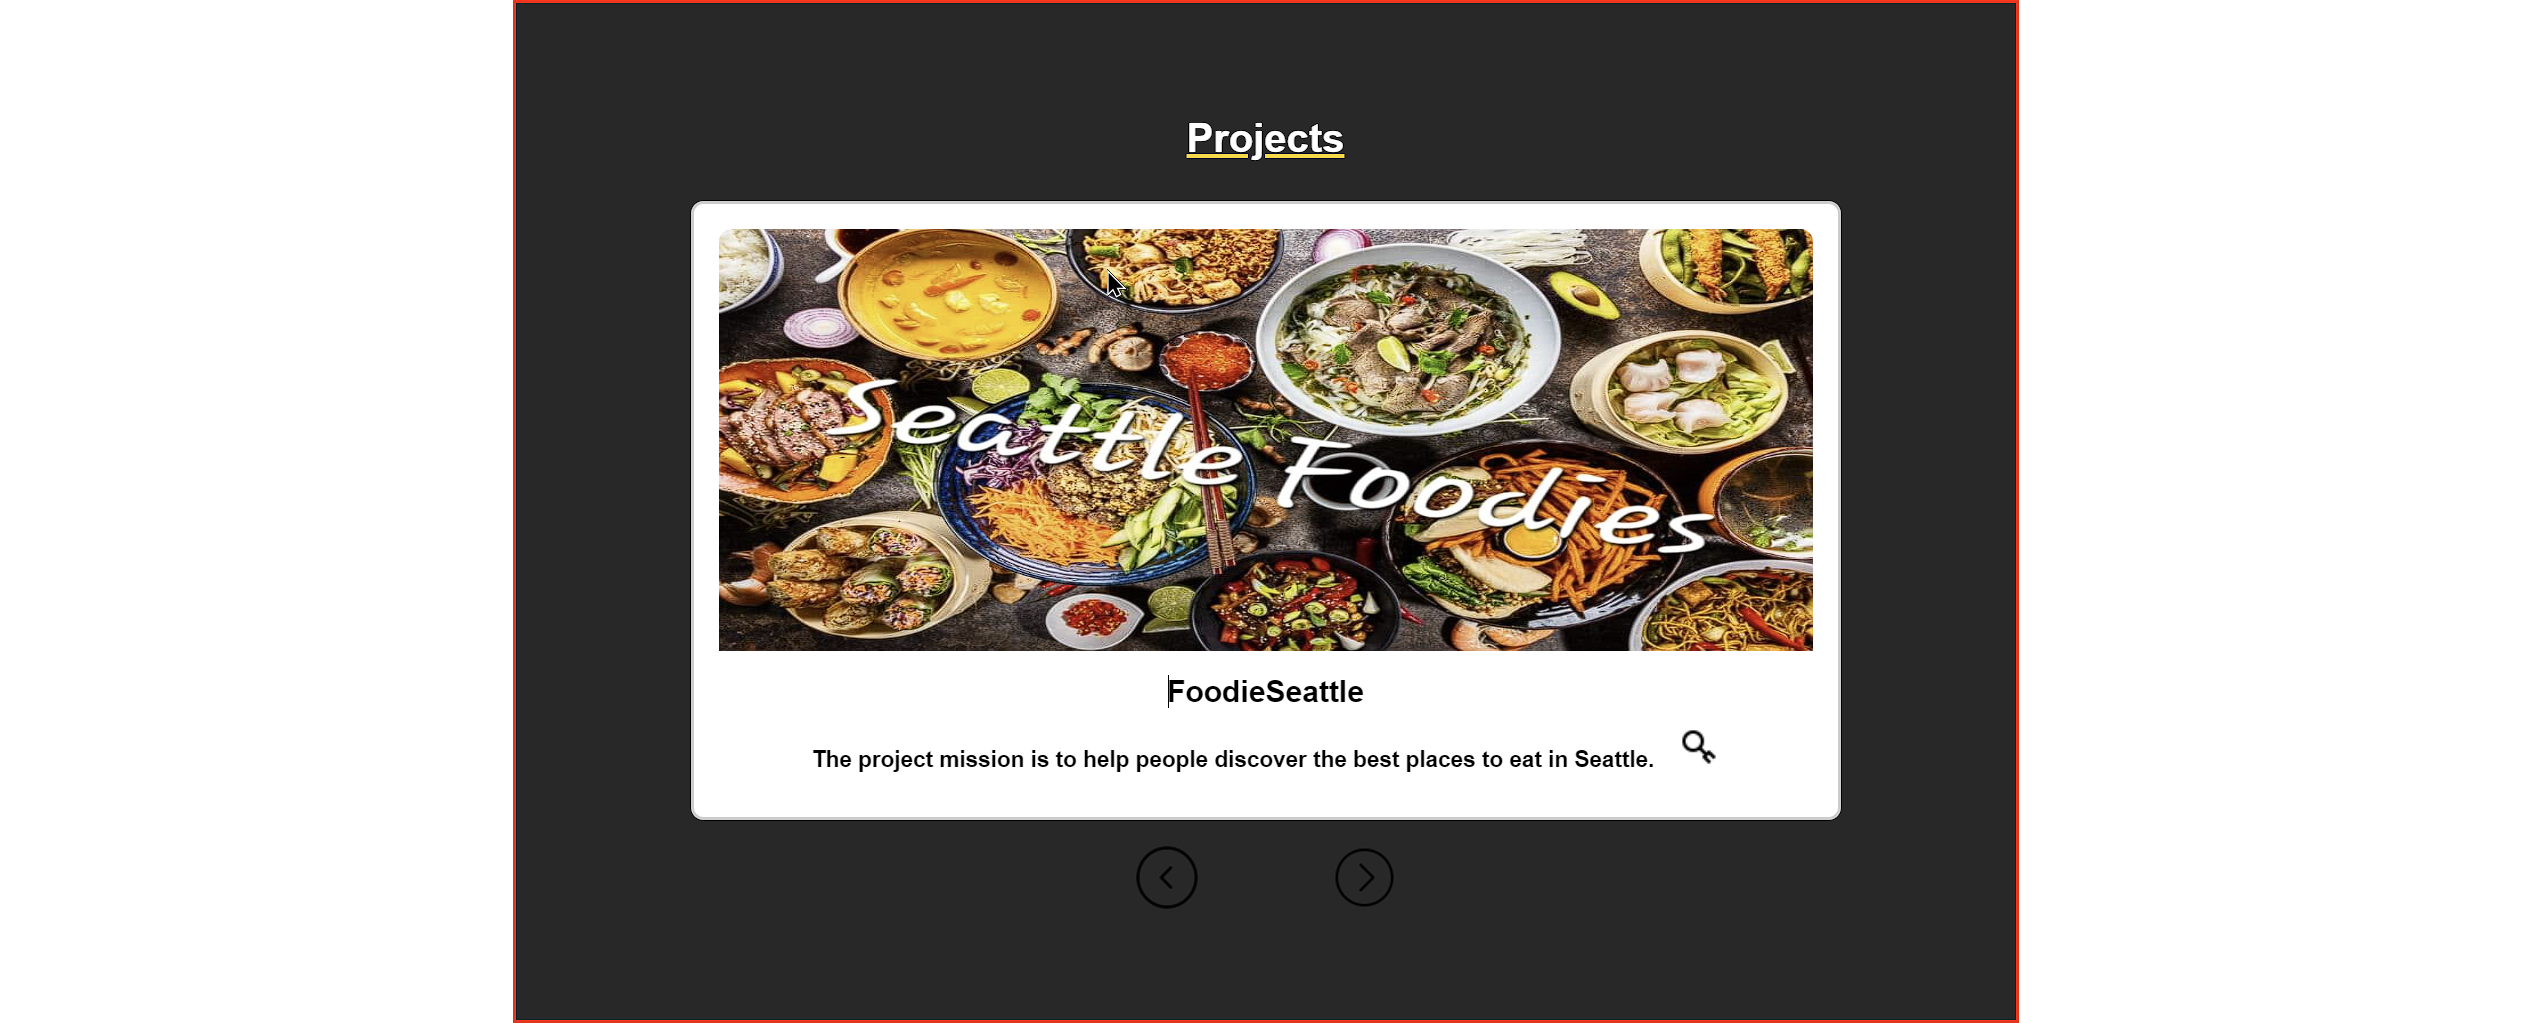 Projects
Seattle Foodies
FoodieSeattle
The project mission is to help people discover the best places to eat in Seattle.